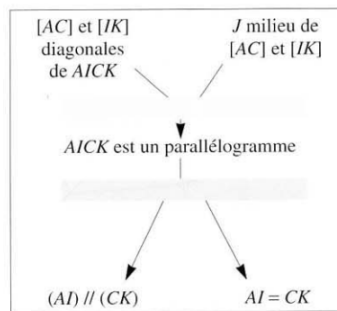 [AC] et [IK]
diagonales
de AICK
J milieu de
[AC] et [IK]
AICK est un parallélogramme
(AI) // (CK)
AI = CK